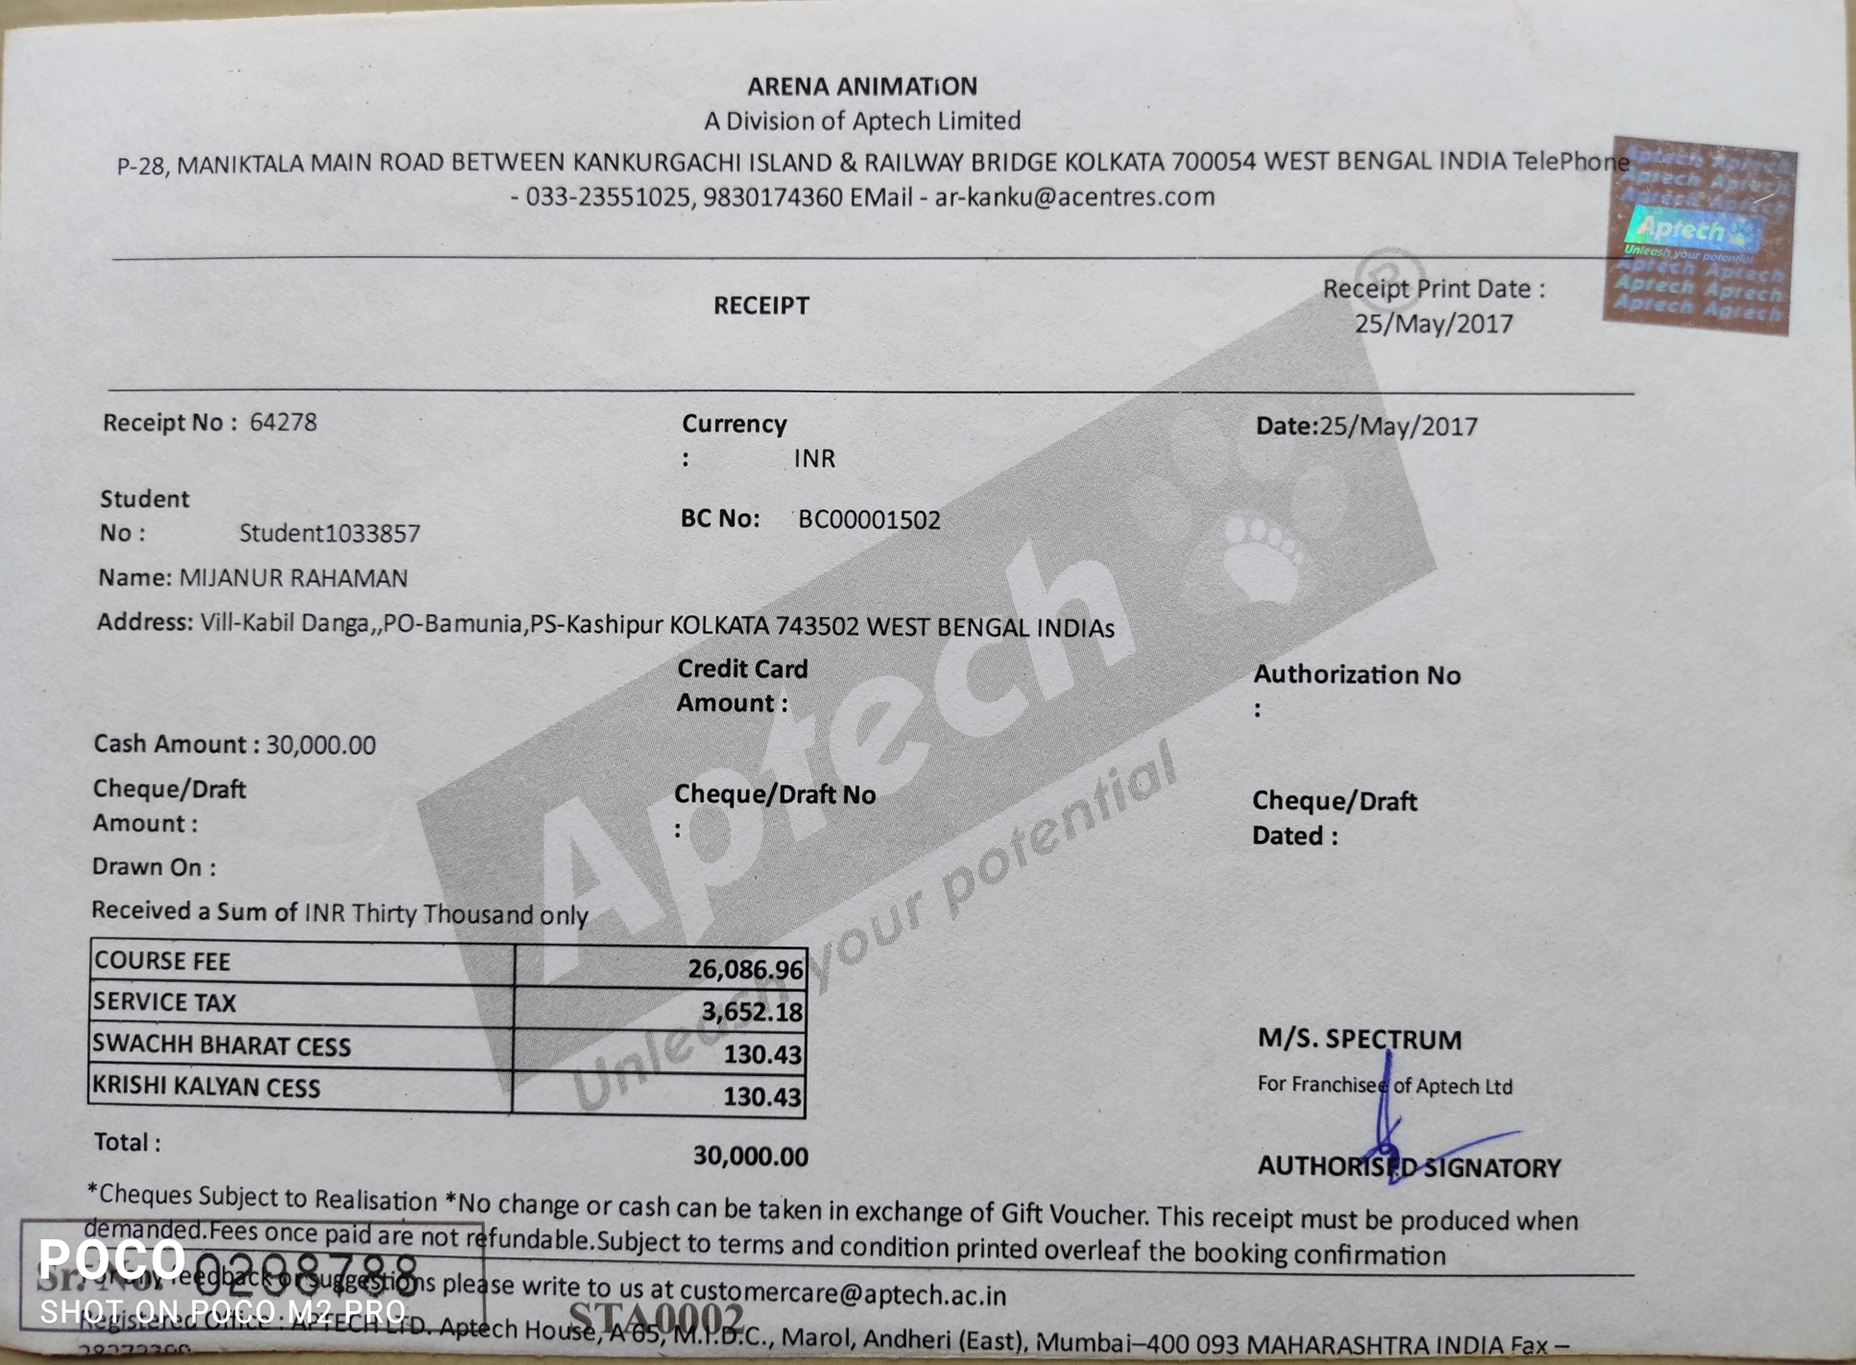 ARENA ANIMATION
A Division of Aptech Limited
P-28, MANIKTALA MAIN ROAD BETWEEN KANKURGACHI ISLAND & RAILWAY BRIDGE KOLKATA 700054 WEST BENGAL INDIA TelePhone
- 033-23551025, 9830174360 EMail - ar-kanku@acentres.com
Aptech Aptech
Aptech Aptech
Aptech Aptech
Aptech
Unleash your potential
Aptech Aptech
Aptech Aptech
Aptech Aptech
RECEIPT
Receipt Print Date :
25/May/2017
Receipt No : 64278
Currency
: INR
Date:25/May/2017
Student
No : Student1033857
BC No: BC00001502
Name: MIJANUR RAHAMAN
Address: Vill-Kabil Danga,,PO-Bamunia,PS-Kashipur KOLKATA 743502 WEST BENGAL INDIAs
Credit Card
Amount :
Authorization No
:
Cash Amount : 30,000.00
Cheque/Draft
Amount :
Cheque/Draft No
:
Cheque/Draft
Dated :
Drawn On :
Received a Sum of INR Thirty Thousand only
COURSE FEE 26,086.96
SERVICE TAX 3,652.18
SWACHH BHARAT CESS 130.43
KRISHI KALYAN CESS 130.43
Total : 30,000.00
Aptech ®
Unleash your potential
M/S. SPECTRUM
For Franchisee of Aptech Ltd
AUTHORISED SIGNATORY
*Cheques Subject to Realisation *No change or cash can be taken in exchange of Gift Voucher. This receipt must be produced when
demanded.Fees once paid are not refundable.Subject to terms and condition printed overleaf the booking confirmation
For any feedback or suggestions please write to us at customercare@aptech.ac.in
Registered Office : APTECH LTD. Aptech House, A 65, M.I.D.C., Marol, Andheri (East), Mumbai–400 093 MAHARASHTRA INDIA Fax –
Sr. No. 0298788
STA0002
POCO
SHOT ON POCO M2 PRO